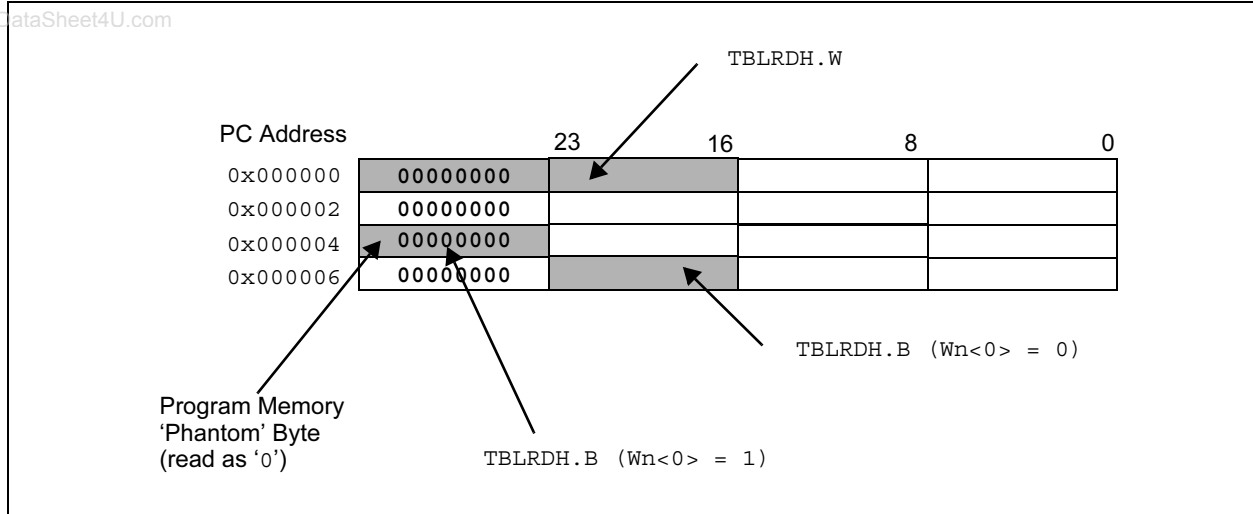 ataSheet4U.com
TBLRDH.W
PC Address
23 16 8 0
0x000000 00000000
0x000002 00000000
0x000004 00000000
0x000006 00000000
TBLRDH.B (Wn<0> = 0)
Program Memory
‘Phantom’ Byte
(read as ‘0’)
TBLRDH.B (Wn<0> = 1)